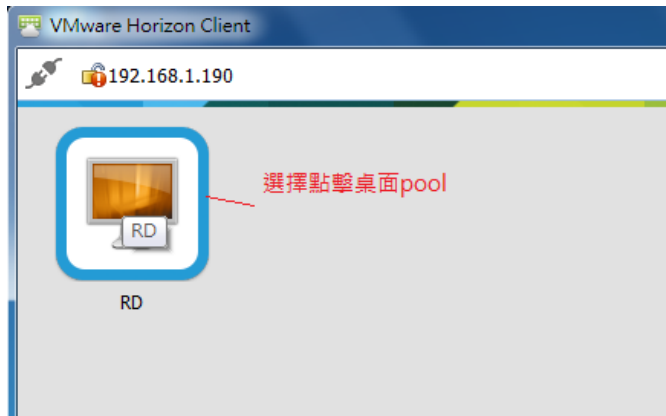 VMware Horizon Client
192.168.1.190
選擇點擊桌面pool
RD
RD